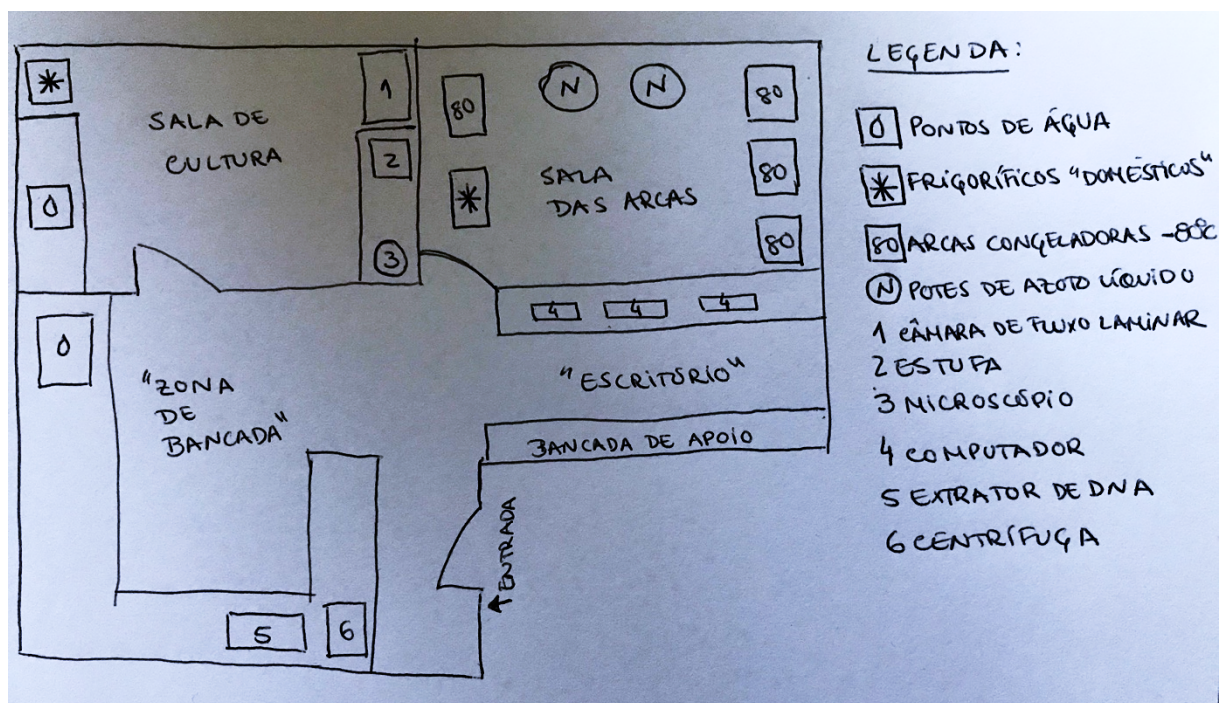 SALA DE
CULTURA
1
2
3
0
80
N
N
80
SALA
DAS ARCAS
80
80
"ZONA
DE
BANCADA"
0
4
4
4
"ESCRITÓRIO"
BANCADA DE APOIO
ENTRADA
5
6
LEGENDA:
0 PONTOS DE ÁGUA
* FRIGORÍFICOS "DOMÉSTICOS"
80 ARCAS CONGELADORAS -80ºC
N POTES DE AZOTO LÍQUIDO
1 CÂMARA DE FLUXO LAMINAR
2 ESTUFA
3 MICROSCÓPIO
4 COMPUTADOR
5 EXTRATOR DE DNA
6 CENTRÍFUGA